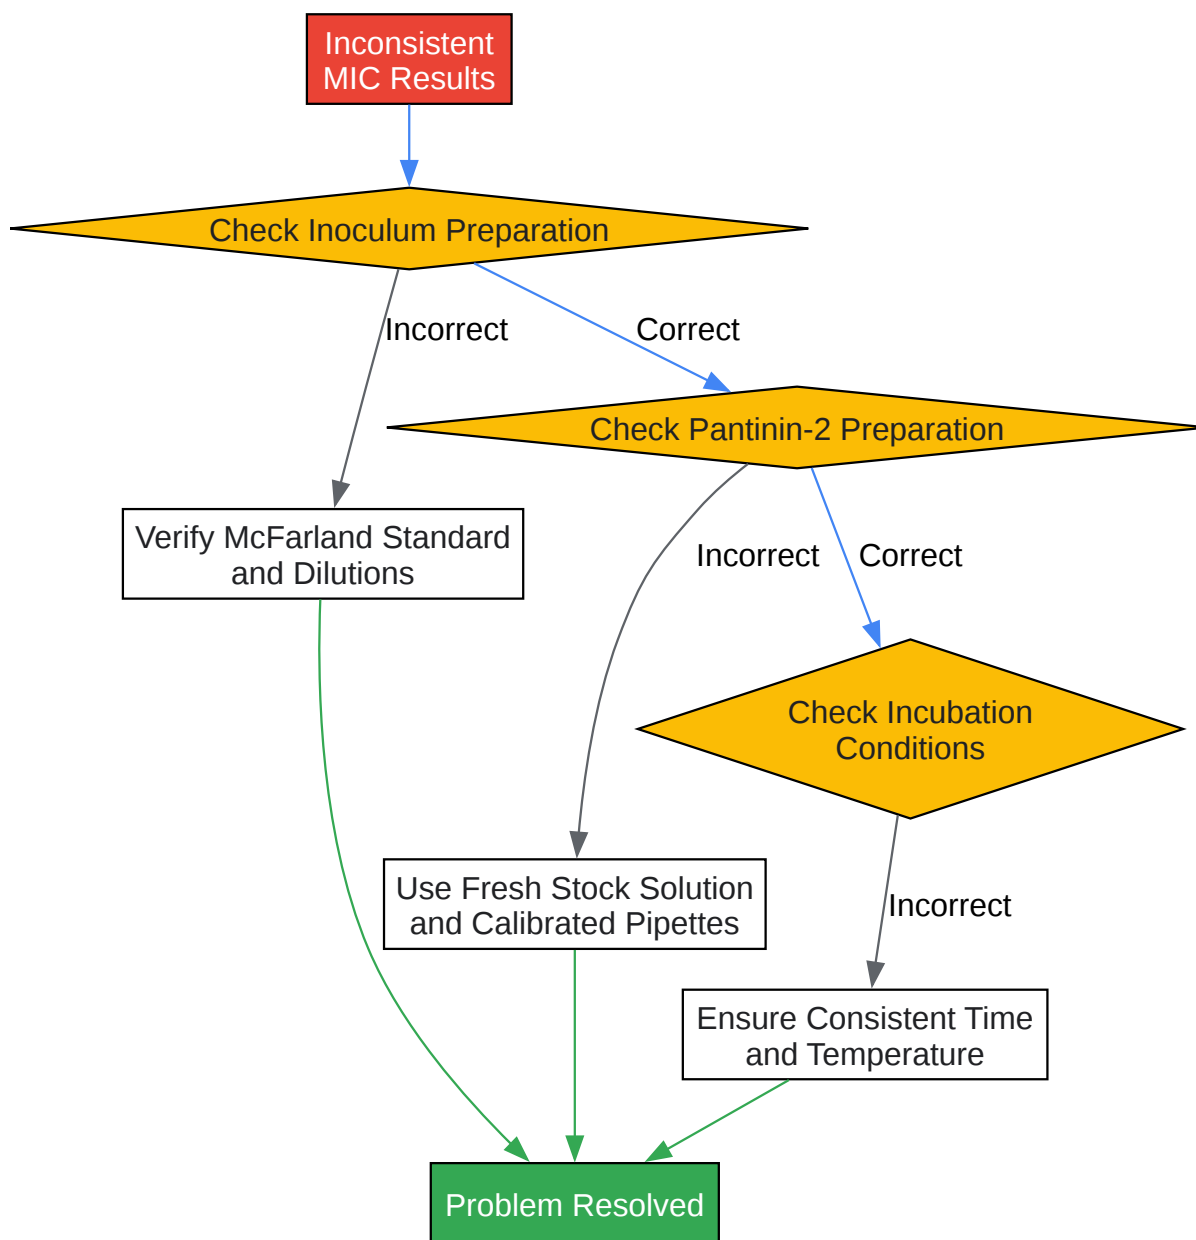 Inconsistent
MIC Results
Check Inoculum Preparation
Incorrect
Correct
Check Pantinin-2 Preparation
Verify McFarland Standard
and Dilutions
Incorrect
Correct
Check Incubation
Conditions
Use Fresh Stock Solution
and Calibrated Pipettes
Incorrect
Ensure Consistent Time
and Temperature
Problem Resolved